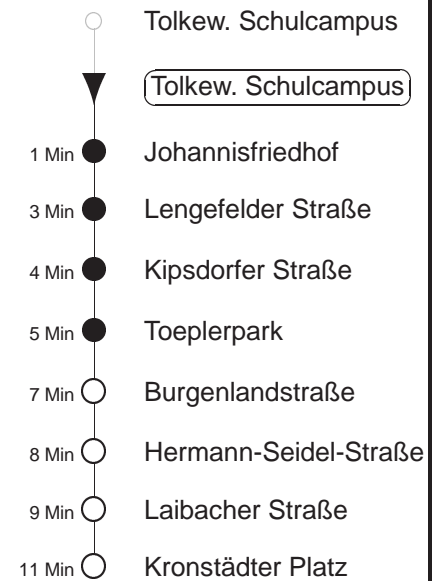 Tolkew. Schulcampus
Tolkew. Schulcampus
1 Min Johannisfriedhof
3 Min Lengefelder Straße
4 Min Kipsdorfer Straße
5 Min Toeplerpark
7 Min Burgenlandstraße
8 Min Hermann-Seidel-Straße
9 Min Laibacher Straße
11 Min Kronstädter Platz